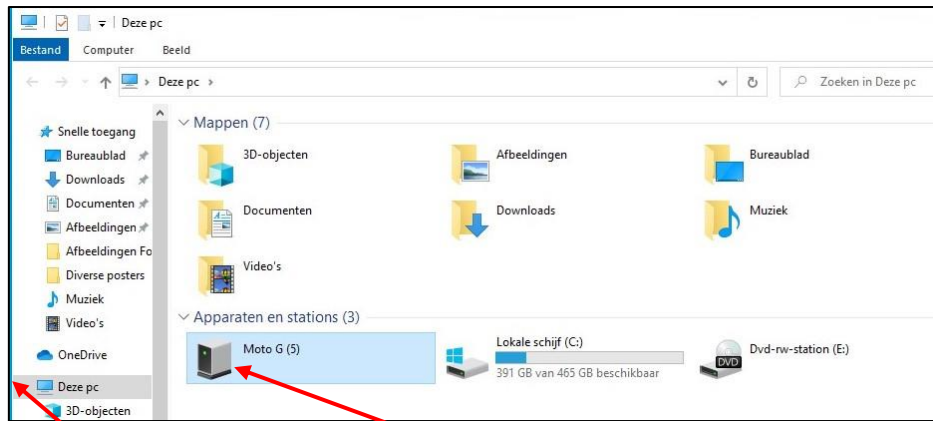 Deze pc
Bestand Computer Beeld
Deze pc
Zoeken in Deze pc
Snelle toegang
Bureaublad
Downloads
Documenten
Afbeeldingen
Afbeeldingen Fo
Diverse posters
Muziek
Video's
OneDrive
Deze pc
3D-objecten
Mappen (7)
3D-objecten
Afbeeldingen
Bureaublad
Documenten
Downloads
Muziek
Video's
Apparaten en stations (3)
Moto G (5)
Lokale schijf (C:)
391 GB van 465 GB beschikbaar
DVD
Dvd-rw-station (E:)